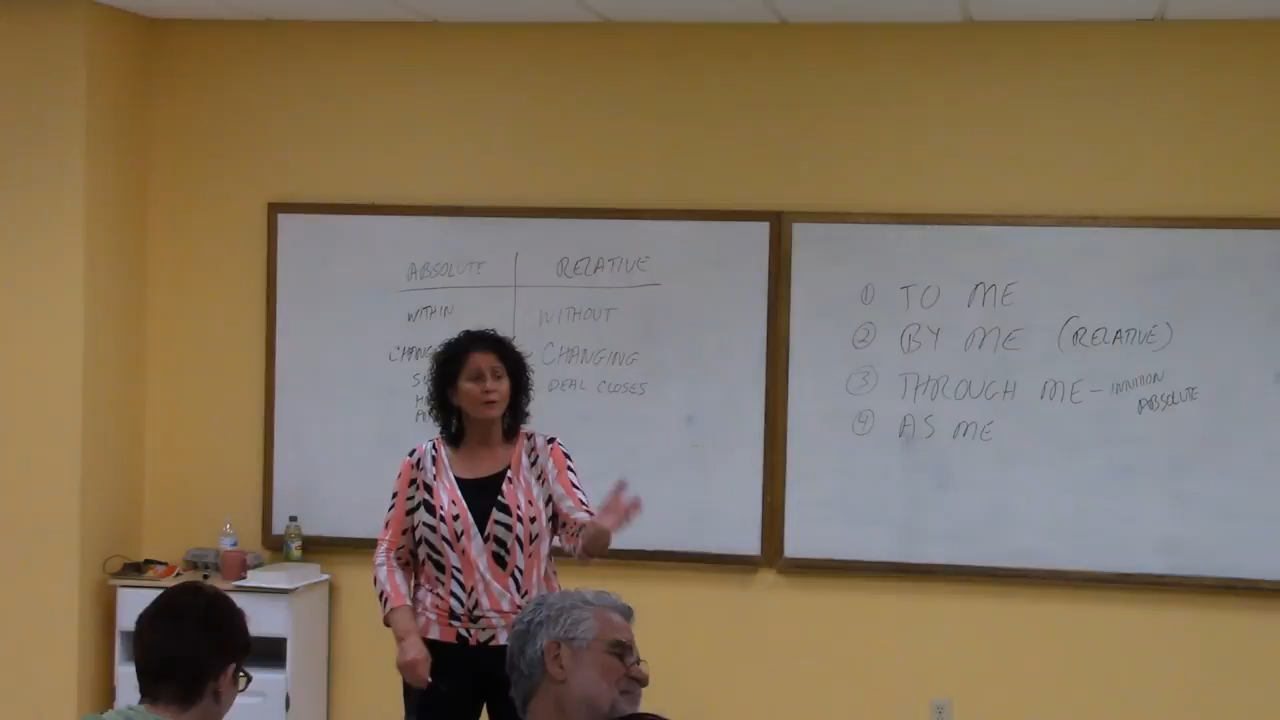 ABSOLUTE RELATIVE
WITHIN WITHOUT
CHANGING
DEAL CLOSES
① TO ME
② BY ME (RELATIVE)
③ THROUGH ME - INTUITION
ABSOLUTE
④ AS ME